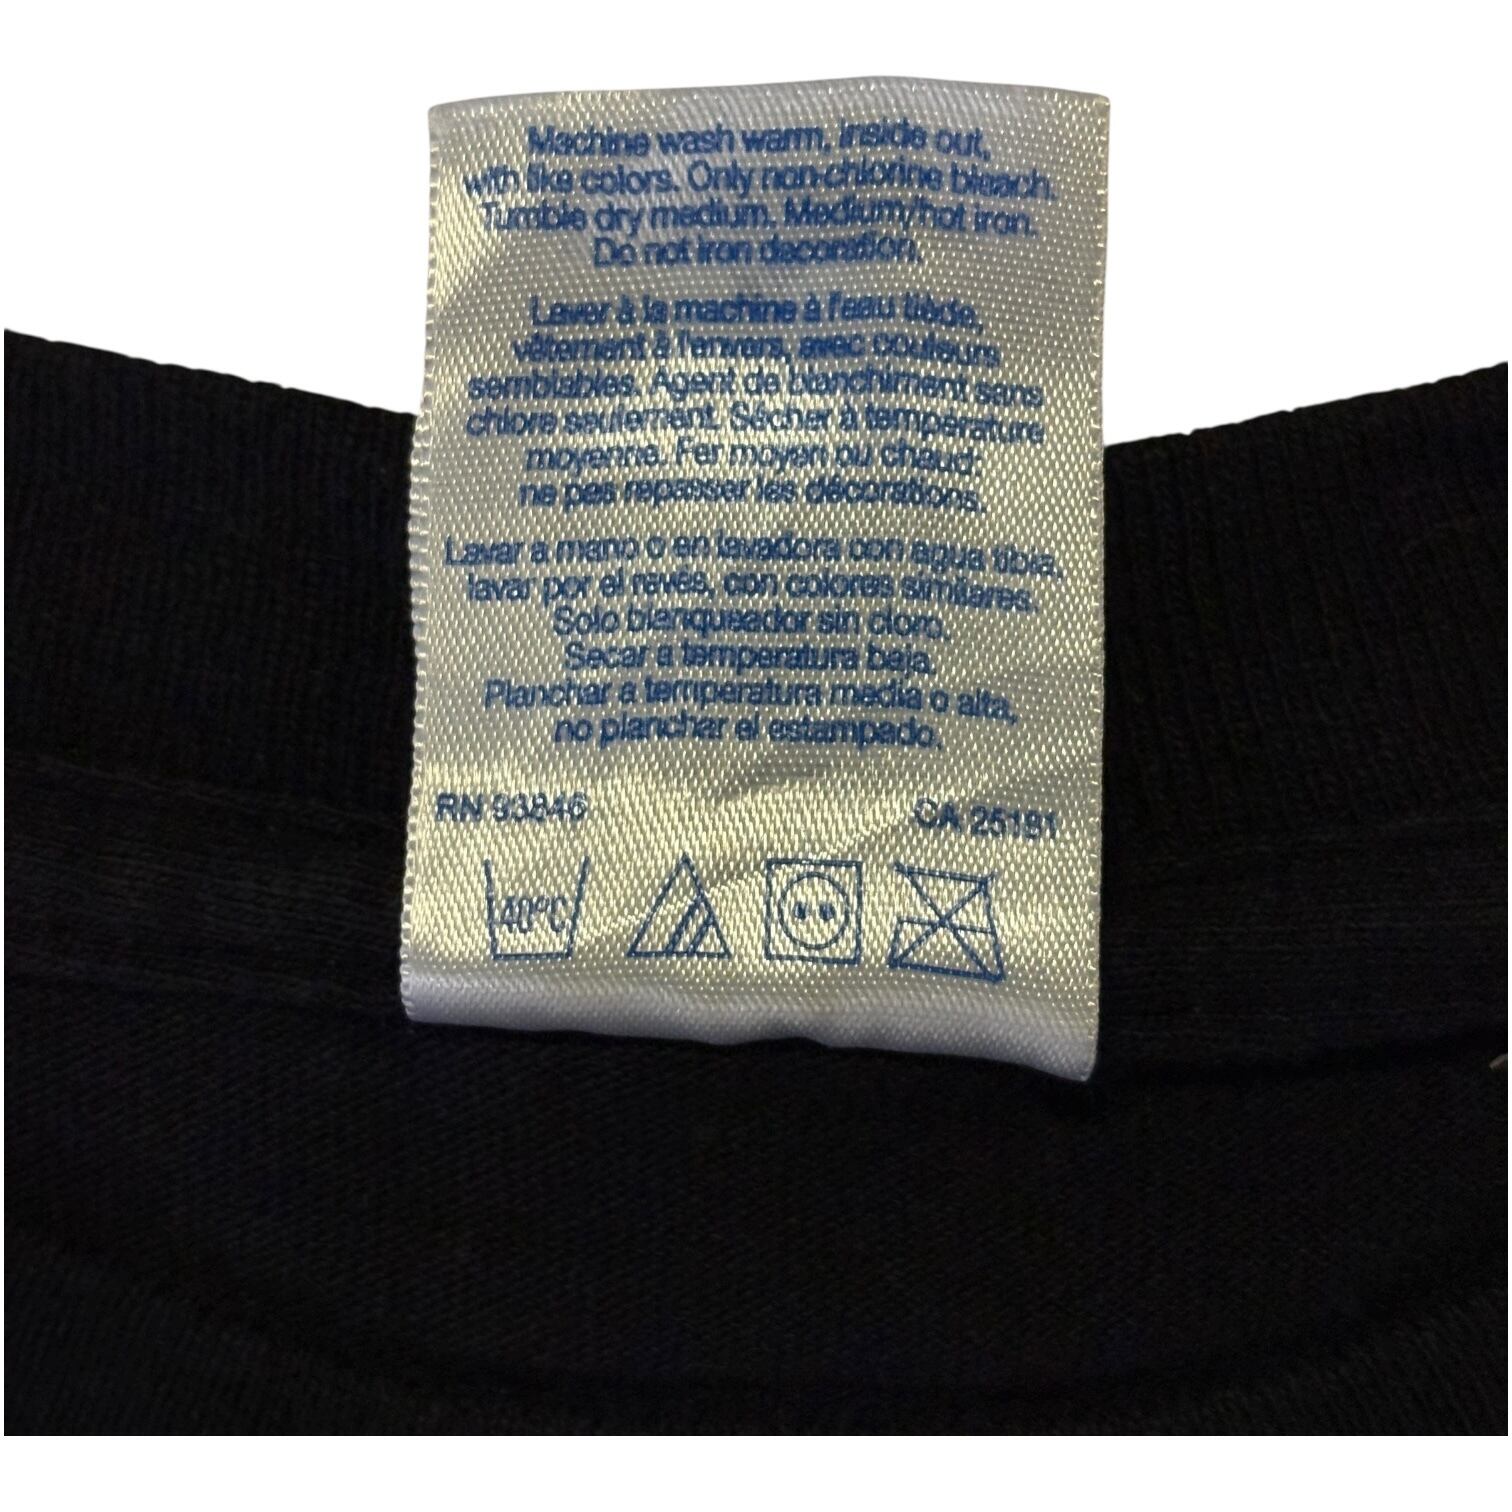 Machine wash warm, inside out,
with like colors. Only non-chlorine bleach.
Tumble dry medium. Medium/hot iron.
Do not iron decoration.
Laver à la machine à l'eau tiède,
vêtement à l'envers, avec couleurs
semblables. Agent de blanchiment sans
chlore seulement. Sécher à température
moyenne. Fer moyen ou chaud;
ne pas repasser les décorations.
Lavar a mano o en lavadora con agua tibia,
lavar por el revés, con colores similares.
Solo blanqueador sin cloro.
Secar a temperatura baja.
Planchar a temperatura media o alta,
no planchar el estampado.
RN 93846 CA 25181
40°C